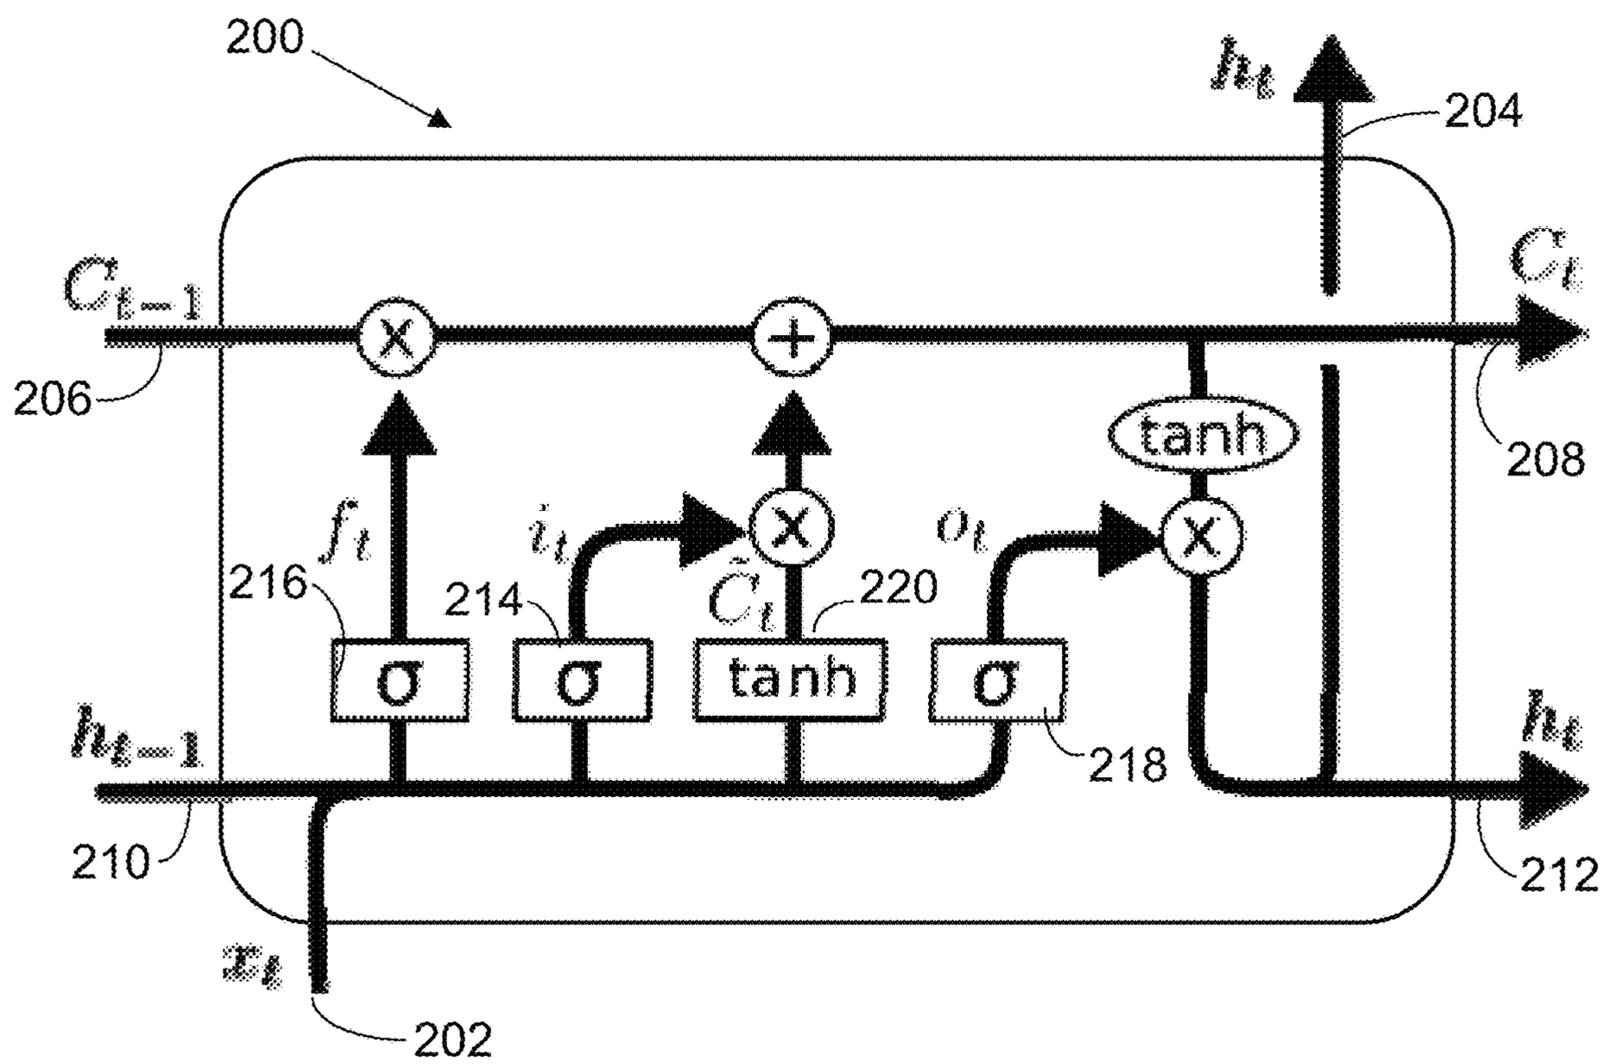 200
h_t
204
C_{t-1}
C_t
206
×
+
208
tanh
f_t
i_t
×
o_t
×
216
214
C̃_t
220
σ
σ
tanh
σ
218
h_{t-1}
h_t
210
212
x_t
202